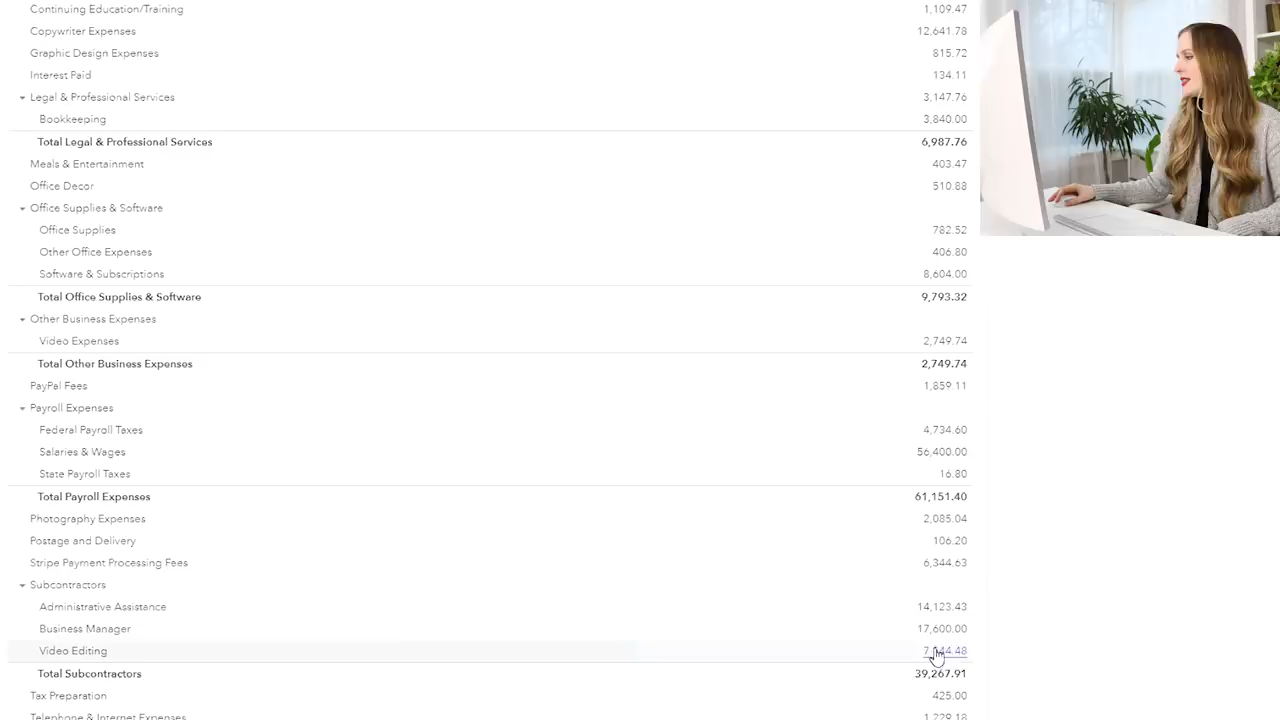 Continuing Education/Training 1,109.47
Copywriter Expenses 12,641.78
Graphic Design Expenses 815.72
Interest Paid 134.11
Legal & Professional Services 3,147.76
Bookkeeping 3,840.00
Total Legal & Professional Services 6,987.76
Meals & Entertainment 403.47
Office Decor 510.88
Office Supplies & Software
Office Supplies 782.52
Other Office Expenses 406.80
Software & Subscriptions 8,604.00
Total Office Supplies & Software 9,793.32
Other Business Expenses
Video Expenses 2,749.74
Total Other Business Expenses 2,749.74
PayPal Fees 1,859.11
Payroll Expenses
Federal Payroll Taxes 4,734.60
Salaries & Wages 56,400.00
State Payroll Taxes 16.80
Total Payroll Expenses 61,151.40
Photography Expenses 2,085.04
Postage and Delivery 106.20
Stripe Payment Processing Fees 6,344.63
Subcontractors
Administrative Assistance 14,123.43
Business Manager 17,600.00
Video Editing
Total Subcontractors 39,267.91
Tax Preparation 425.00
Telephone & Internet Expenses 1,229.18